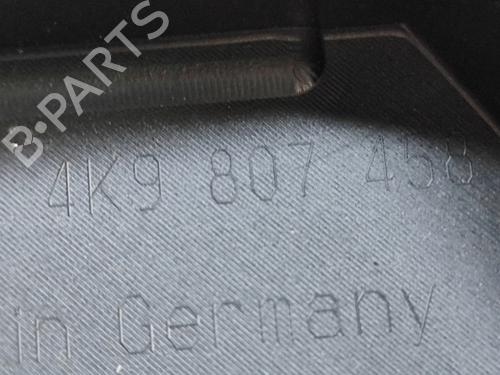 B-PARTS
4K9 807 458
in Germany